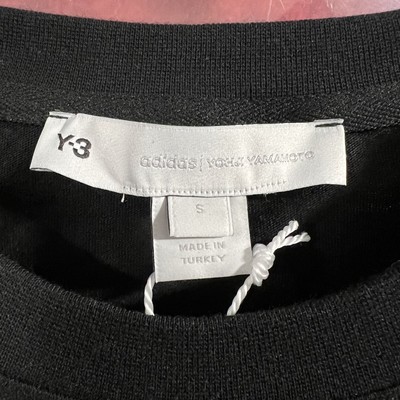 Y-3
adidas | YOHJI YAMAMOTO
S
MADE IN
TURKEY